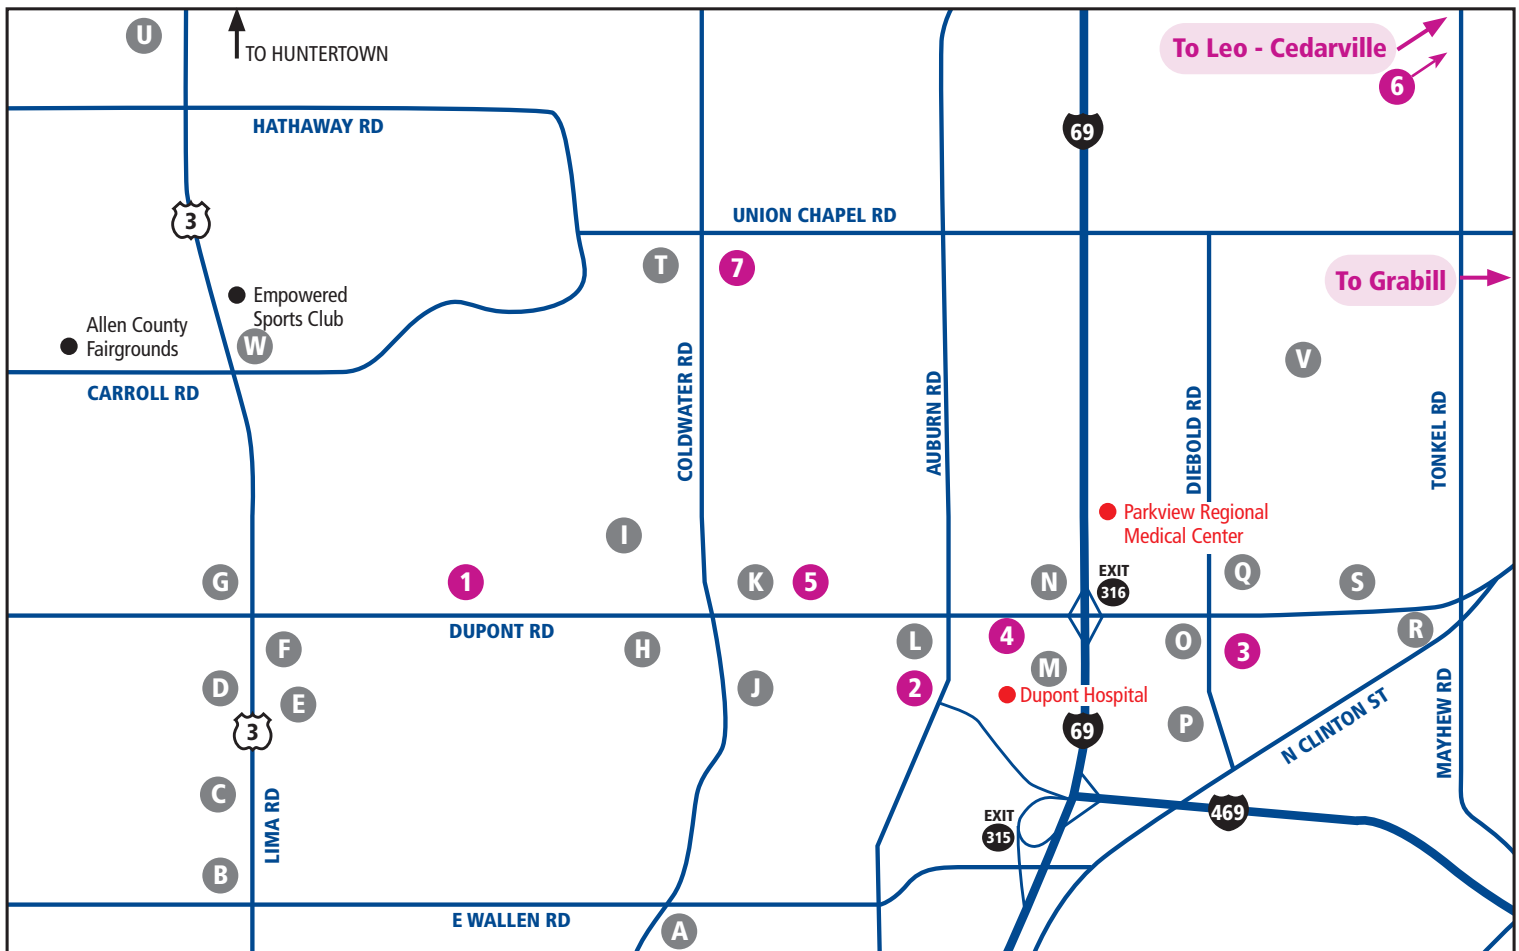 U
TO HUNTERTOWN
To Leo - Cedarville
6
HATHAWAY RD
69
3
UNION CHAPEL RD
T
7
To Grabill
Empowered
Sports Club
Allen County
Fairgrounds
W
CARROLL RD
COLDWATER RD
AUBURN RD
DIEBOLD RD
V
TONKEL RD
Parkview Regional
Medical Center
I
G
1
K
5
N
EXIT
316
Q
S
DUPONT RD
F
H
L
4
O
3
R
D
E
J
2
M
Dupont Hospital
P
3
69
N CLINTON ST
MAYHEW RD
C
LIMA RD
EXIT
315
469
B
E WALLEN RD
A